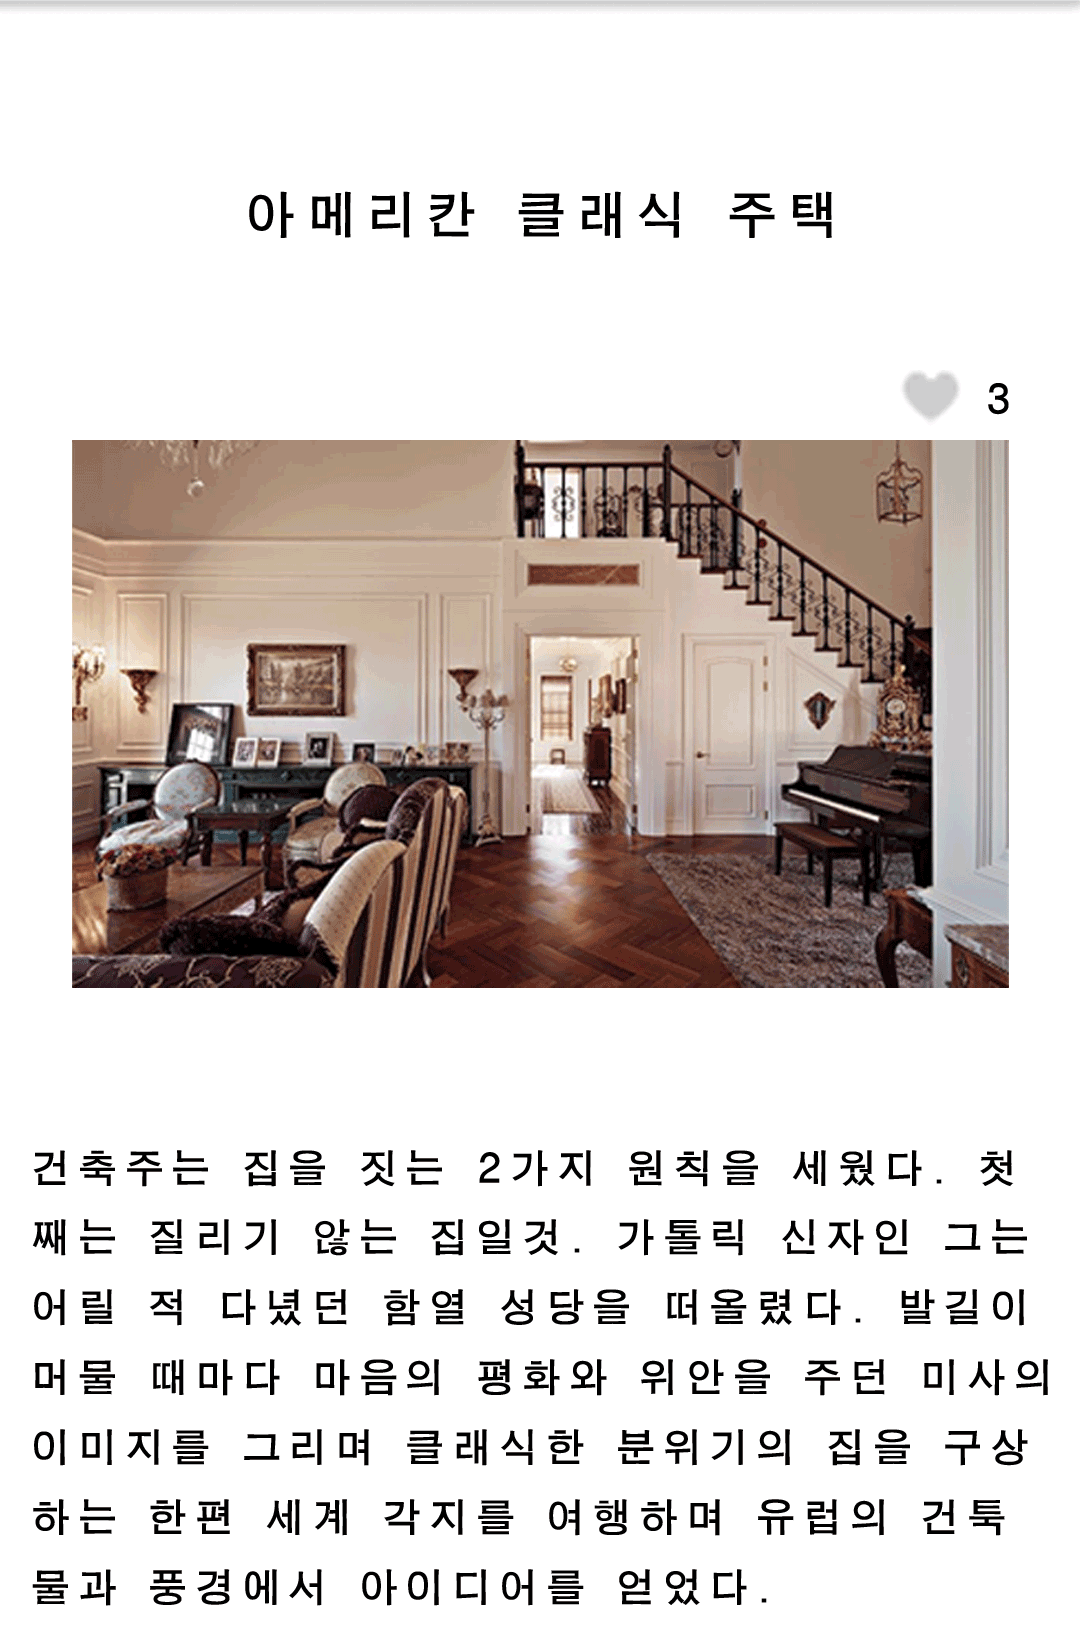 아메리칸 클래식 주택
3
건축주는 집을 짓는 2가지 원칙을 세웠다. 첫
째는 질리기 않는 집일것. 가톨릭 신자인 그는
어릴 적 다녔던 함열 성당을 떠올렸다. 발길이
머물 때마다 마음의 평화와 위안을 주던 미사의
이미지를 그리며 클래식한 분위기의 집을 구상
하는 한편 세계 각지를 여행하며 유럽의 건툭
물과 풍경에서 아이디어를 얻었다.